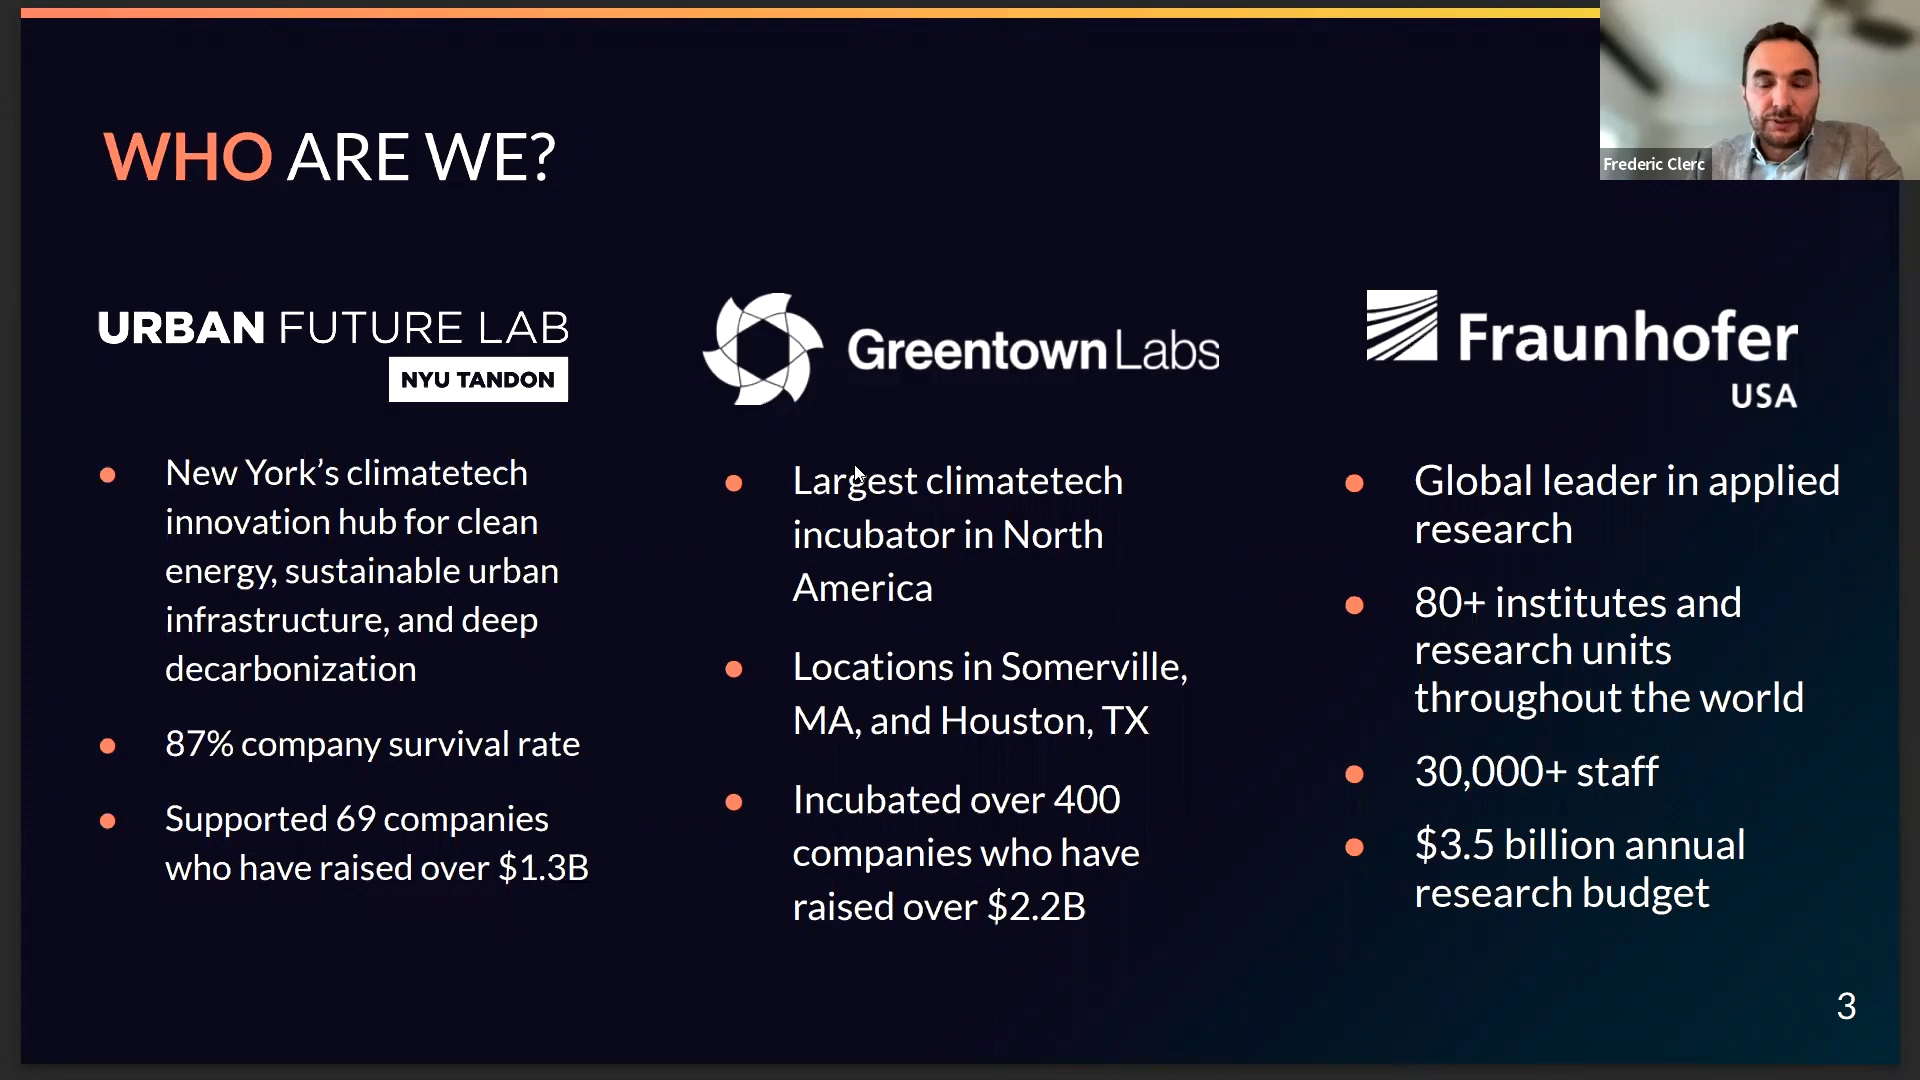 WHO ARE WE?
Frederic Clerc
URBAN FUTURE LAB
NYU TANDON
New York’s climatetech
innovation hub for clean
energy, sustainable urban
infrastructure, and deep
decarbonization
87% company survival rate
Supported 69 companies
who have raised over $1.3B
Greentown Labs
Largest climatetech
incubator in North
America
Locations in Somerville,
MA, and Houston, TX
Incubated over 400
companies who have
raised over $2.2B
Fraunhofer
USA
Global leader in applied
research
80+ institutes and
research units
throughout the world
30,000+ staff
$3.5 billion annual
research budget
3